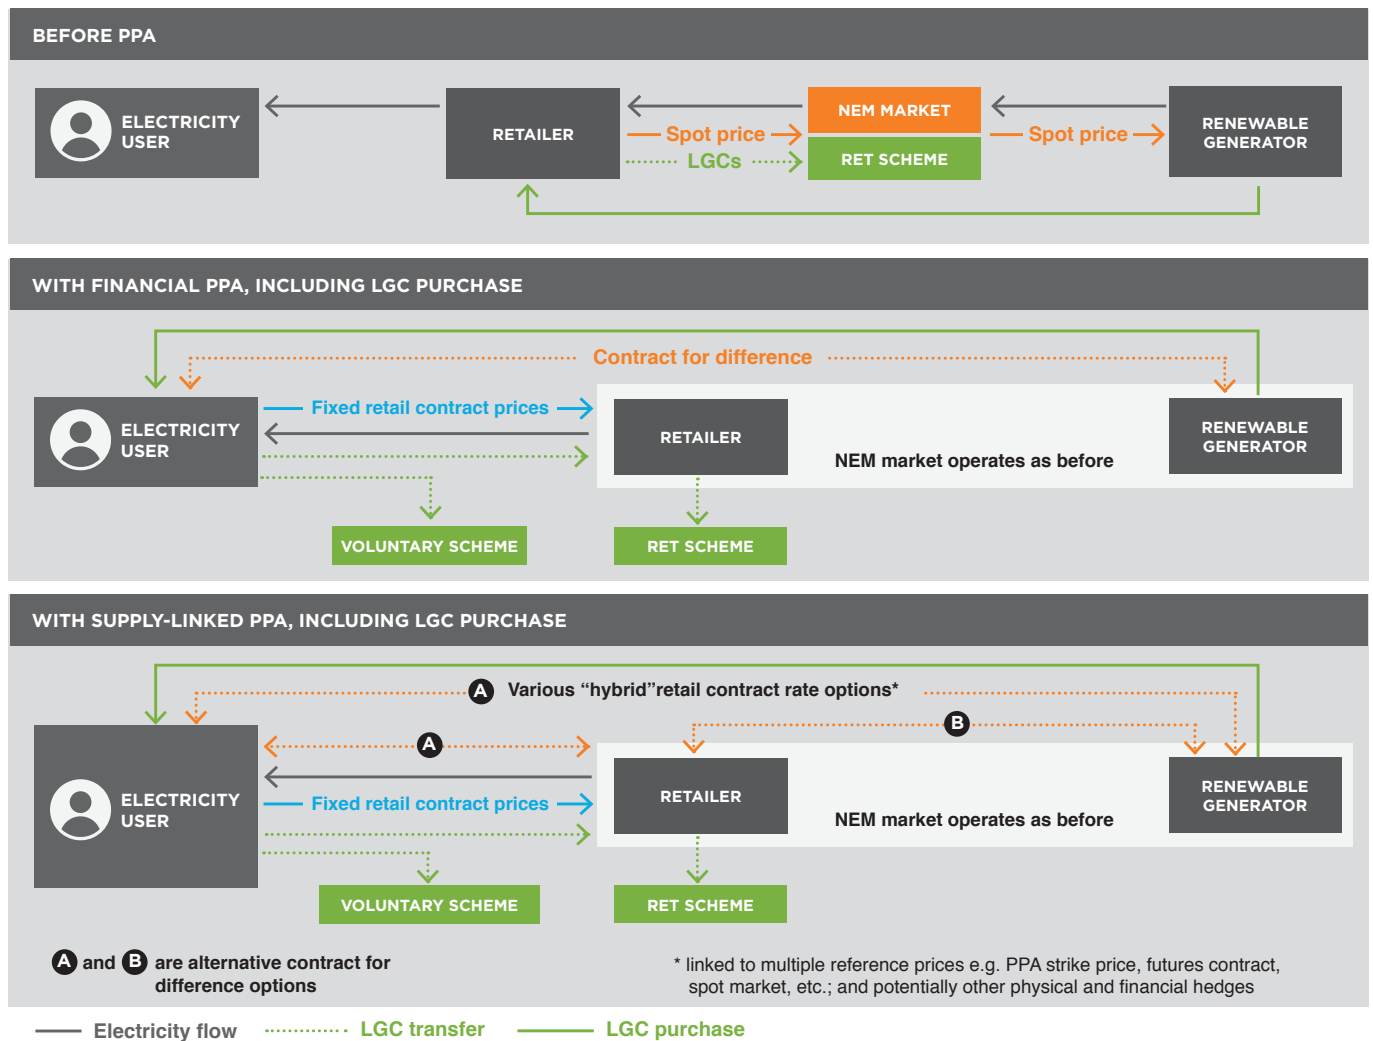 BEFORE PPA
ELECTRICITY
USER
RETAILER
Spot price
LGCs
NEM MARKET
RET SCHEME
Spot price
RENEWABLE
GENERATOR
WITH FINANCIAL PPA, INCLUDING LGC PURCHASE
Contract for difference
ELECTRICITY
USER
Fixed retail contract prices
RETAILER
NEM market operates as before
RENEWABLE
GENERATOR
VOLUNTARY SCHEME
RET SCHEME
WITH SUPPLY-LINKED PPA, INCLUDING LGC PURCHASE
A Various “hybrid”retail contract rate options*
B
A
ELECTRICITY
USER
Fixed retail contract prices
RETAILER
NEM market operates as before
RENEWABLE
GENERATOR
VOLUNTARY SCHEME
RET SCHEME
A and B are alternative contract for
difference options
* linked to multiple reference prices e.g. PPA strike price, futures contract,
spot market, etc.; and potentially other physical and financial hedges
Electricity flow
LGC transfer
LGC purchase